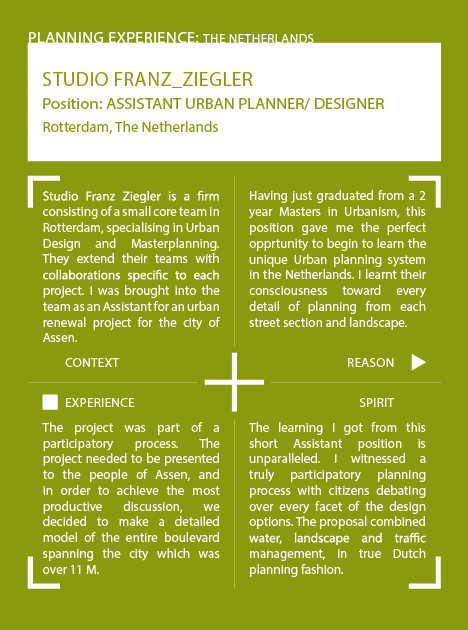 PLANNING EXPERIENCE: THE NETHERLANDS
STUDIO FRANZ_ZIEGLER
Position: ASSISTANT URBAN PLANNER/ DESIGNER
Rotterdam, The Netherlands
Studio Franz Ziegler is a firm
consisting of a small core team in
Rotterdam, specialising in Urban
Design and Masterplanning.
They extend their teams with
collaborations specific to each
project. I was brought into the
team as an Assistant for an urban
renewal project for the city of
Assen.
CONTEXT
Having just graduated from a 2
year Masters in Urbanism, this
position gave me the perfect
opprtunity to begin to learn the
unique Urban planning system
in the Netherlands. I learnt their
consciousness toward every
detail of planning from each
street section and landscape.
REASON
EXPERIENCE
The project was part of a
participatory process. The
project needed to be presented
to the people of Assen, and
in order to achieve the most
productive discussion, we
decided to make a detailed
model of the entire boulevard
spanning the city which was
over 11 M.
SPIRIT
The learning I got from this
short Assistant position is
unparalleled. I witnessed a
truly participatory planning
process with citizens debating
over every facet of the design
options. The proposal combined
water, landscape and traffic
management, in true Dutch
planning fashion.